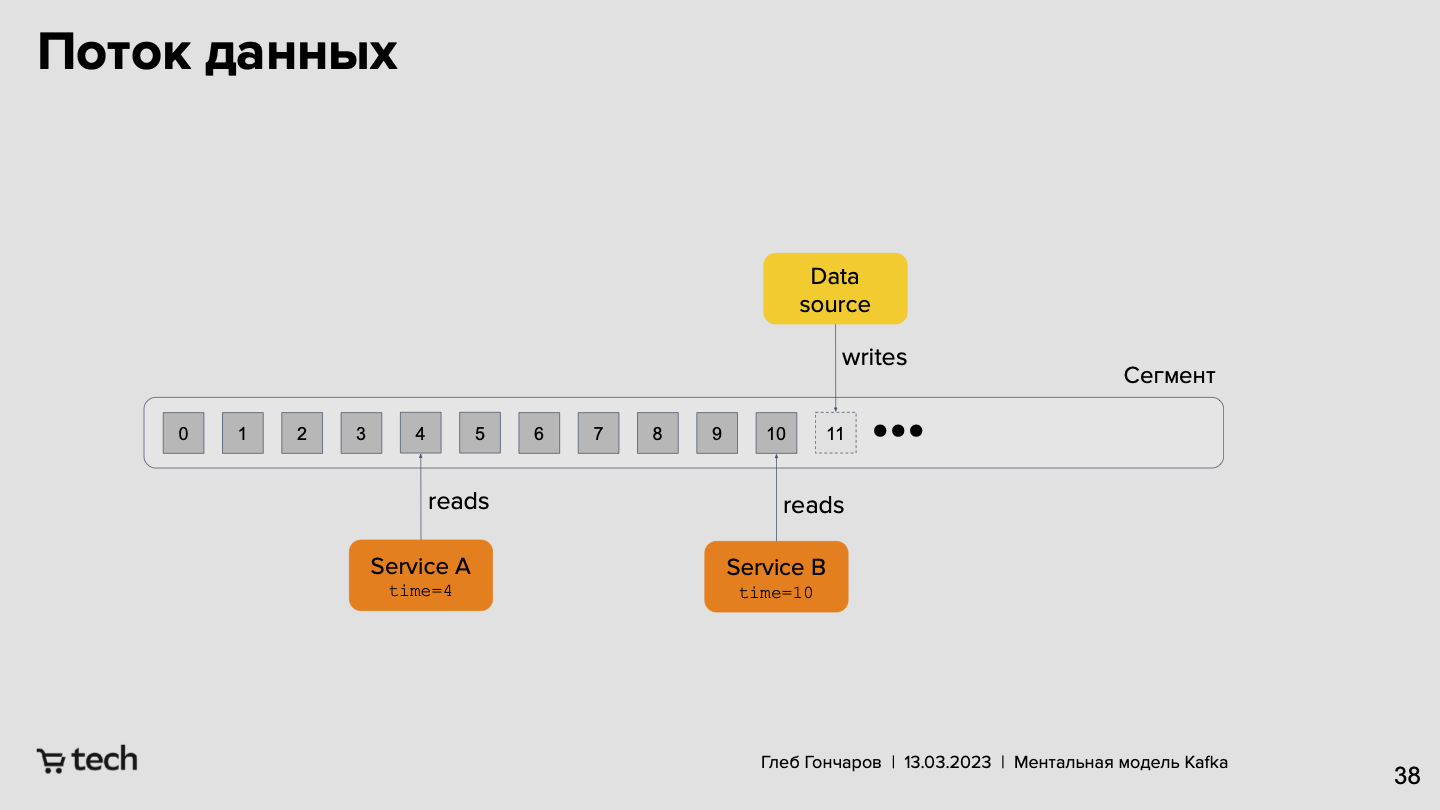 Поток данных
Data
source
writes
Сегмент
0 1 2 3 4 5 6 7 8 9 10 11
reads
reads
Service A
time=4
Service B
time=10
tech
Глеб Гончаров | 13.03.2023 | Ментальная модель Kafka
38